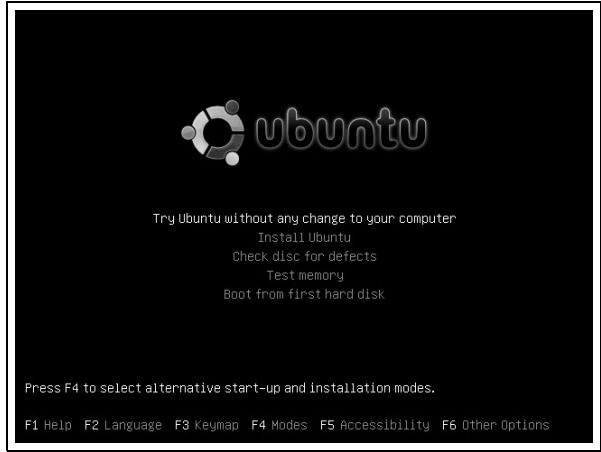 ubuntu
Try Ubuntu without any change to your computer
Install Ubuntu
Check disc for defects
Test memory
Boot from first hard disk
Press F4 to select alternative start-up and installation modes.
F1 Help F2 Language F3 Keymap F4 Modes F5 Accessibility F6 Other Options